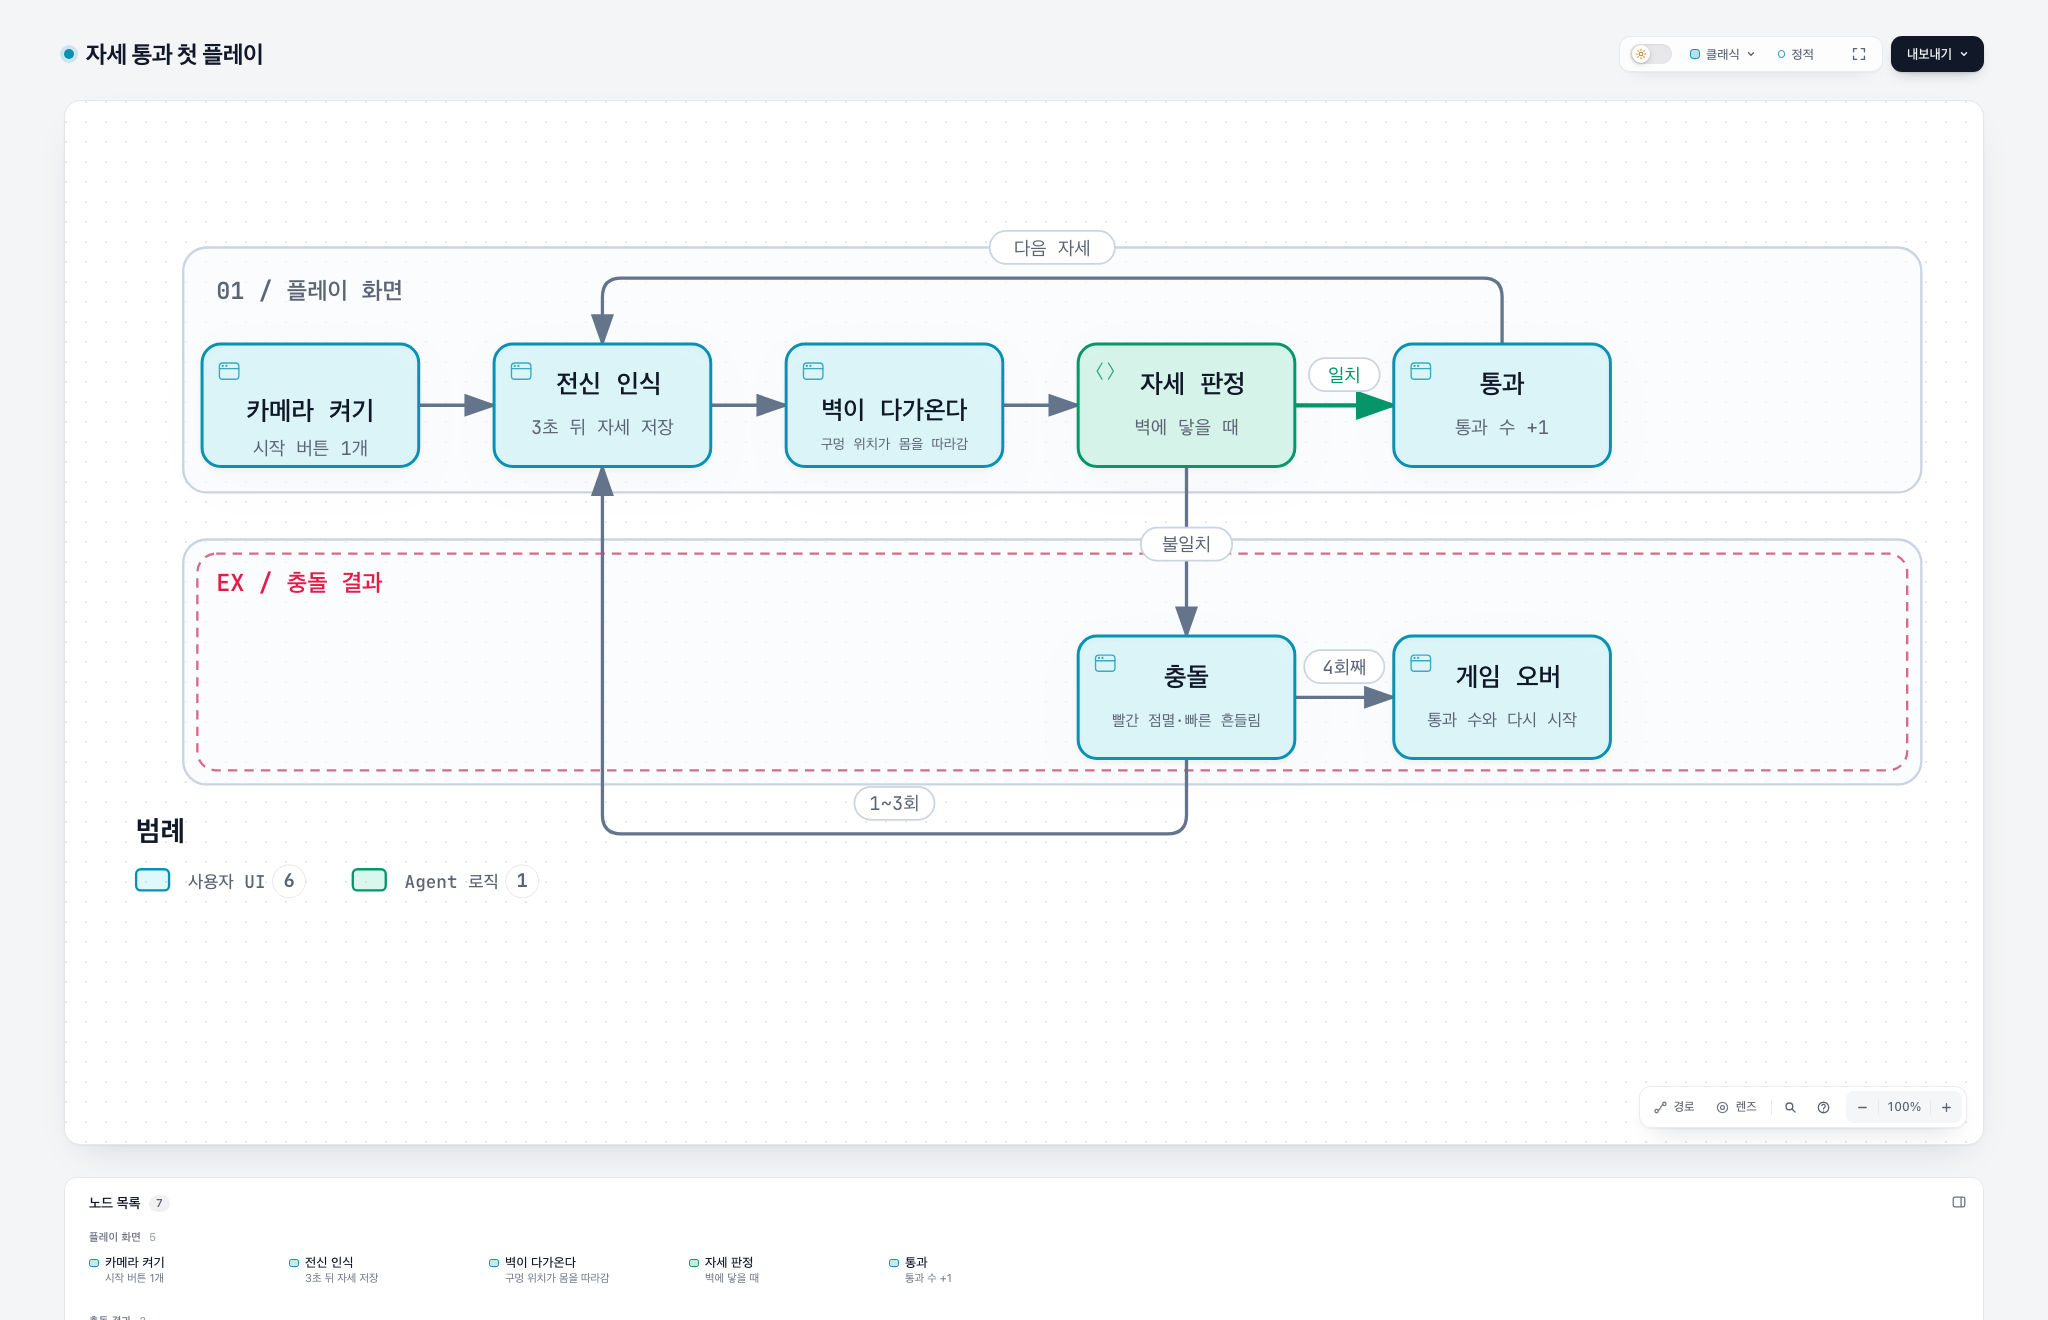 자세 통과 첫 플레이
클래식
정적
내보내기
다음 자세
01 / 플레이 화면
카메라 켜기
시작 버튼 1개
전신 인식
3초 뒤 자세 저장
벽이 다가온다
구멍 위치가 몸을 따라감
자세 판정
벽에 닿을 때
일치
통과
통과 수 +1
불일치
EX / 충돌 결과
충돌
빨간 점멸·빠른 흔들림
4회째
게임 오버
통과 수와 다시 시작
1~3회
범례
사용자 UI 6
Agent 로직 1
경로
렌즈
100%
노드 목록 7
플레이 화면 5
카메라 켜기
시작 버튼 1개
전신 인식
3초 뒤 자세 저장
벽이 다가온다
구멍 위치가 몸을 따라감
자세 판정
벽에 닿을 때
통과
통과 수 +1